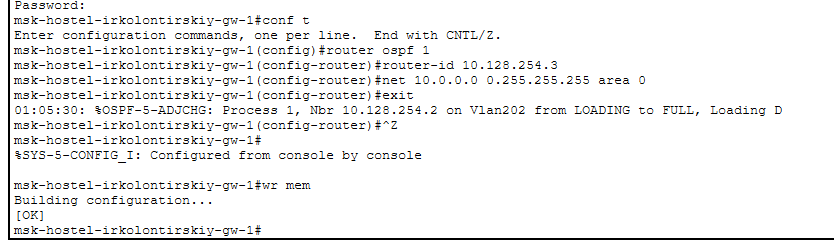 Password:
msk-hostel-irkolontirskiy-gw-1#conf t
Enter configuration commands, one per line.  End with CNTL/Z.
msk-hostel-irkolontirskiy-gw-1(config)#router ospf 1
msk-hostel-irkolontirskiy-gw-1(config-router)#router-id 10.128.254.3
msk-hostel-irkolontirskiy-gw-1(config-router)#net 10.0.0.0 0.255.255.255 area 0
msk-hostel-irkolontirskiy-gw-1(config-router)#exit
01:05:30: %OSPF-5-ADJCHG: Process 1, Nbr 10.128.254.2 on Vlan202 from LOADING to FULL, Loading D
msk-hostel-irkolontirskiy-gw-1(config-router)#^Z
msk-hostel-irkolontirskiy-gw-1#
%SYS-5-CONFIG_I: Configured from console by console
msk-hostel-irkolontirskiy-gw-1#wr mem
Building configuration...
[OK]
msk-hostel-irkolontirskiy-gw-1#